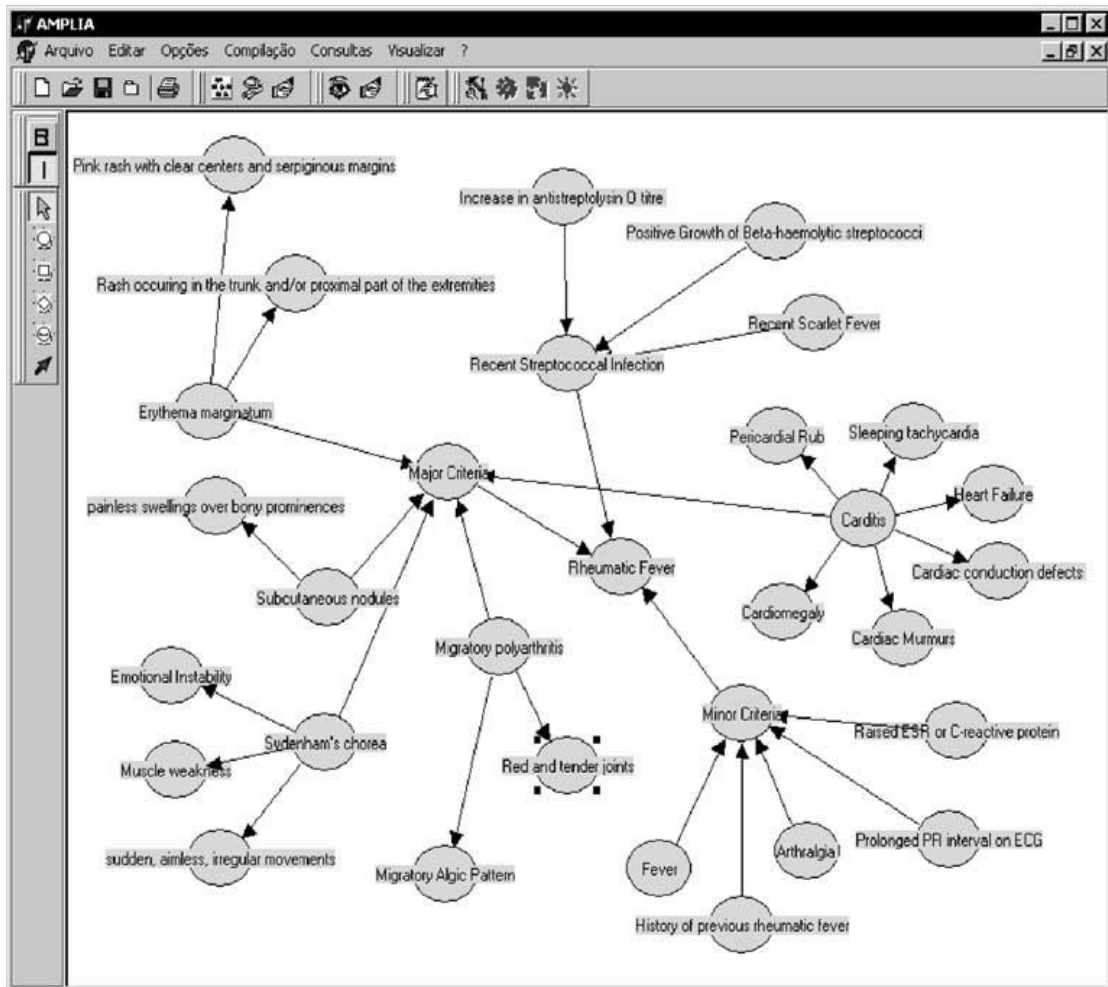 AMPLIA
Arquivo Editar Opções Compilação Consultas Visualizar ?
B
I
Pink rash with clear centers and serpiginous margins
Increase in antistreptolysin O titre
Positive Growth of Beta-haemolytic streptococci
Rash occuring in the trunk and/or proximal part of the extremities
Recent Scarlet Fever
Recent Streptococcal Infection
Erythema marginatum
Pericardial Rub
Sleeping tachycardia
Major Criteria
Heart Failure
painless swellings over bony prominences
Carditis
Rheumatic Fever
Cardiac conduction defects
Subcutaneous nodules
Cardiomegaly
Cardiac Murmurs
Migratory polyarthritis
Emotional Instability
Minor Criteria
Raised ESR or C-reactive protein
Sydenham's chorea
Muscle weakness
Red and tender joints
Prolonged PR interval on ECG
sudden, aimless, irregular movements
Arthralgia l
Fever
Migratory Algic Pattern
History of previous rheumatic fever